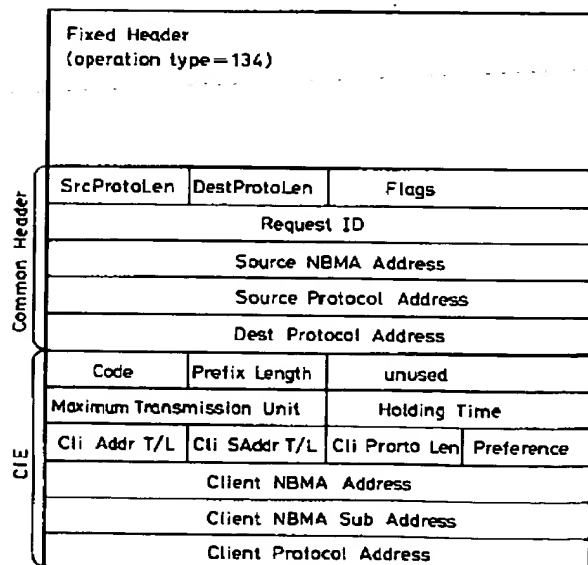 Fixed Header
(operation type=134)
Common Header
SrcProtoLen DestProtoLen Flags
Request ID
Source NBMA Address
Source Protocol Address
Dest Protocol Address
CIE
Code Prefix Length unused
Maximum Transmission Unit Holding Time
Cli Addr T/L Cli SAddr T/L Cli Prorto Len Preference
Client NBMA Address
Client NBMA Sub Address
Client Protocol Address